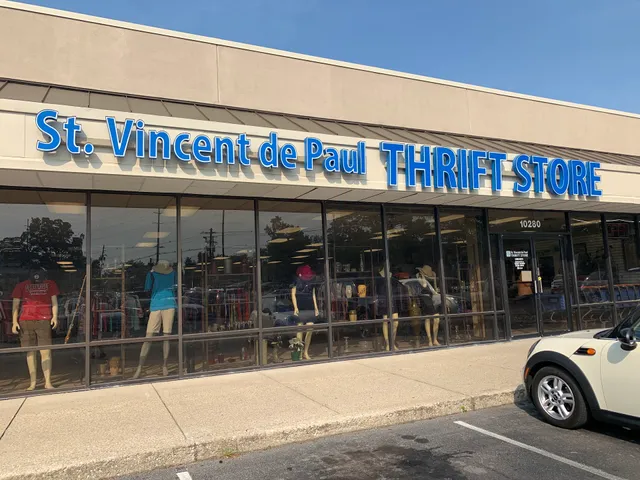 St. Vincent de Paul THRIFT STORE
10280